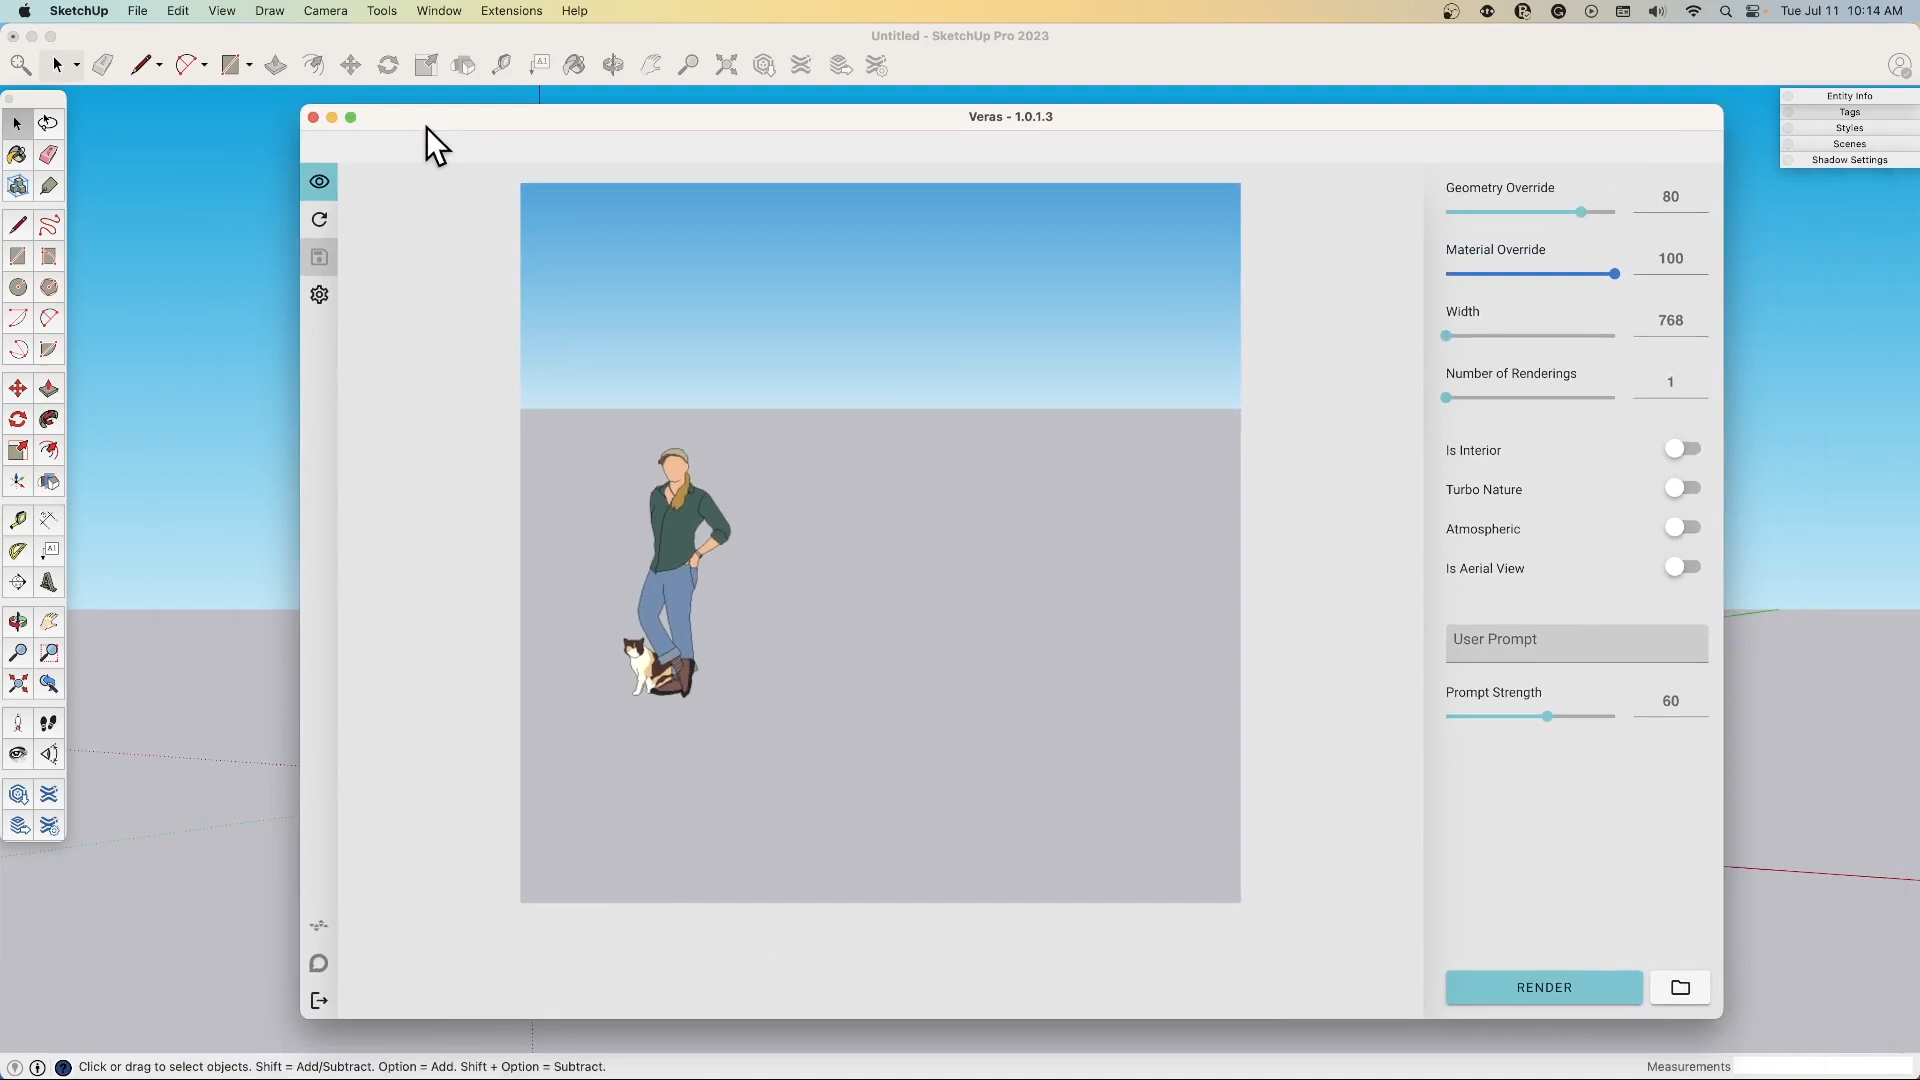 SketchUp File Edit View Draw Camera Tools Window Extensions Help
Tue Jul 11 10:14 AM
Untitled - SketchUp Pro 2023
A1
Entity Info
Tags
Styles
Scenes
Shadow Settings
Veras - 1.0.1.3
Geometry Override
80
Material Override
100
Width
768
Number of Renderings
1
Is Interior
Turbo Nature
Atmospheric
Is Aerial View
User Prompt
Prompt Strength
60
RENDER
A1
Click or drag to select objects. Shift = Add/Subtract. Option = Add. Shift + Option = Subtract.
Measurements